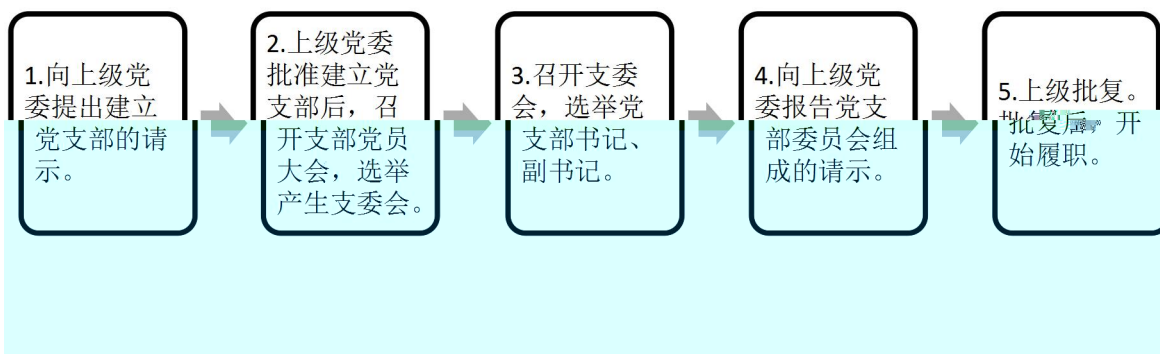 1.向上级党
委提出建立
党支部的请
示。
2.上级党委
批准建立党
支部后，召
开支部党员
大会，选举
产生支委会。
3.召开支委
会，选举党
支部书记、
副书记。
4.向上级党
委报告党支
部委员会组
成的请示。
5.上级批复。
批复后，开
始履职。